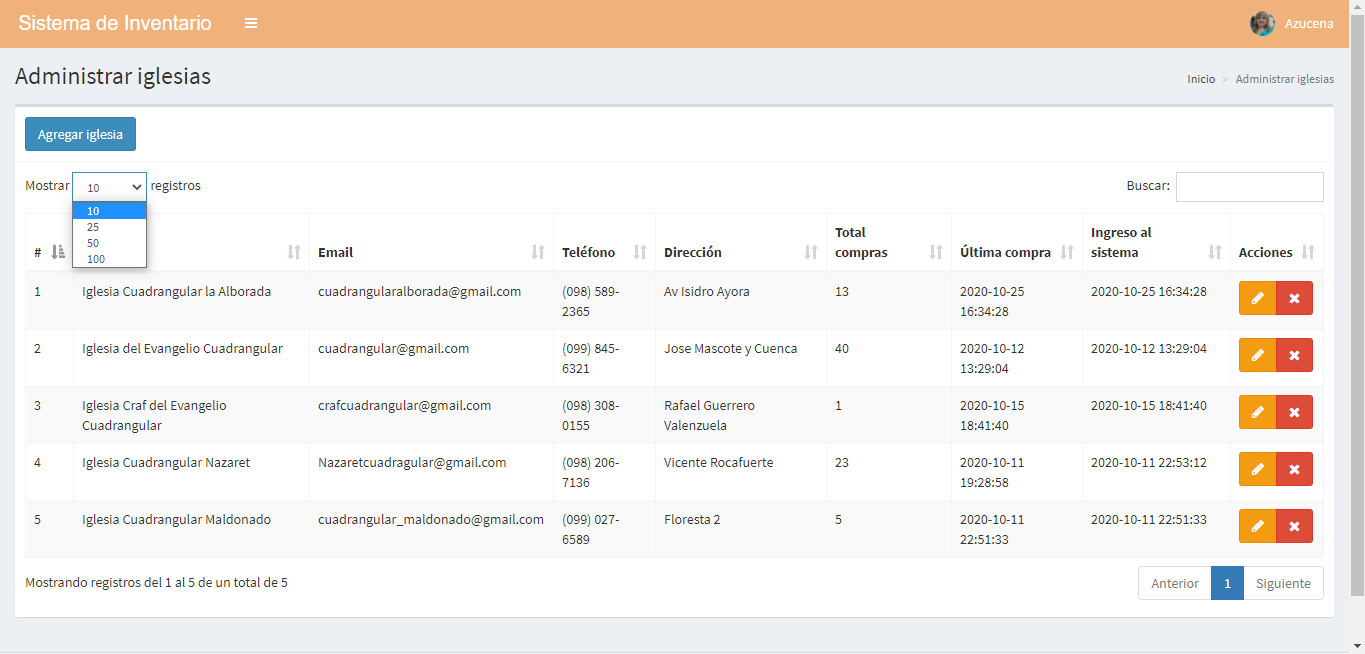 Sistema de Inventario
Azucena
Administrar iglesias
Inicio > Administrar iglesias
Agregar iglesia
Mostrar 10 registros
Buscar:
10
25
50
100
# Email Teléfono Dirección Total compras Última compra Ingreso al sistema Acciones
1 Iglesia Cuadrangular la Alborada cuadrangularalborada@gmail.com (098) 589- Av Isidro Ayora 13 2020-10-25 2020-10-25 16:34:28
2365 16:34:28
2 Iglesia del Evangelio Cuadrangular cuadrangular@gmail.com (099) 845- Jose Mascote y Cuenca 40 2020-10-12 2020-10-12 13:29:04
6321 13:29:04
3 Iglesia Craf del Evangelio crafcuadrangular@gmail.com (098) 308- Rafael Guerrero 1 2020-10-15 2020-10-15 18:41:40
Cuadrangular 0155 Valenzuela 18:41:40
4 Iglesia Cuadrangular Nazaret Nazaretcuadragular@gmail.com (098) 206- Vicente Rocafuerte 23 2020-10-11 2020-10-11 22:53:12
7136 19:28:58
5 Iglesia Cuadrangular Maldonado cuadrangular_maldonado@gmail.com (099) 027- Floresta 2 5 2020-10-11 2020-10-11 22:51:33
6589 22:51:33
Mostrando registros del 1 al 5 de un total de 5
Anterior 1 Siguiente